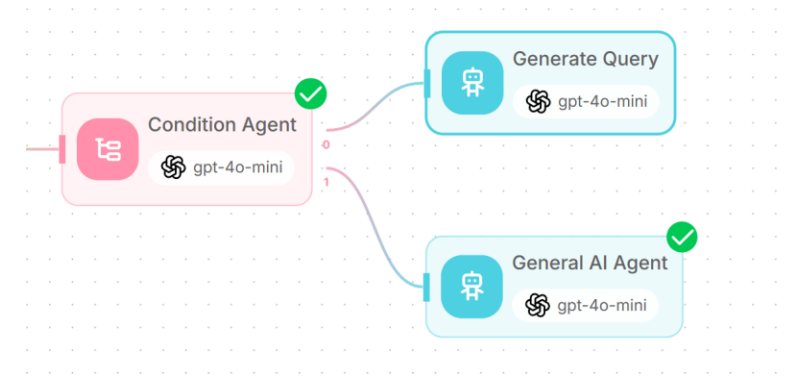 Generate Query
gpt-4o-mini
Condition Agent
gpt-4o-mini
0
1
General AI Agent
gpt-4o-mini